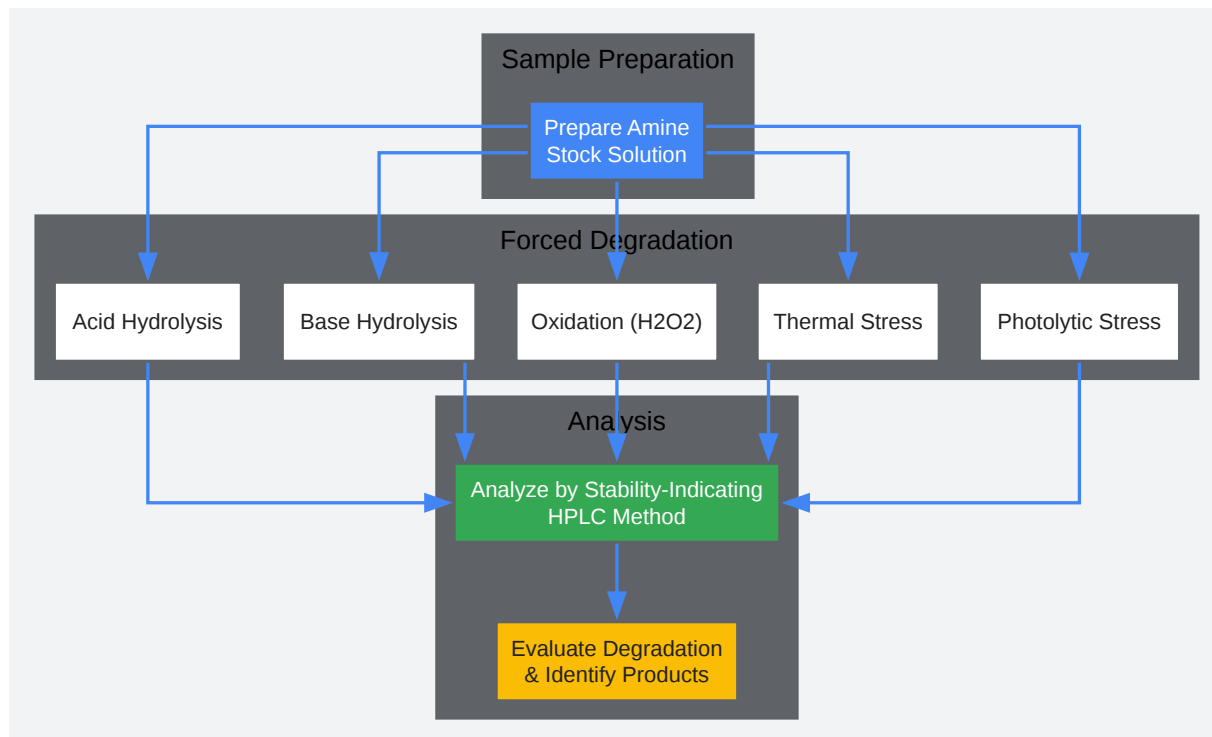 Sample Preparation
Prepare Amine
Stock Solution
Forced Degradation
Acid Hydrolysis
Base Hydrolysis
Oxidation (H2O2)
Thermal Stress
Photolytic Stress
Analysis
Analyze by Stability-Indicating
HPLC Method
Evaluate Degradation
& Identify Products